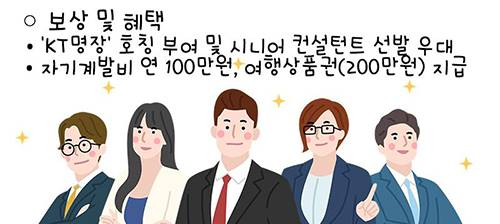 ○ 보상 및 혜택
• 'KT명장' 호칭 부여 및 시니어 컨설턴트 선발 우대
• 자기계발비 연 100만원, 여행상품권(200만원) 지급